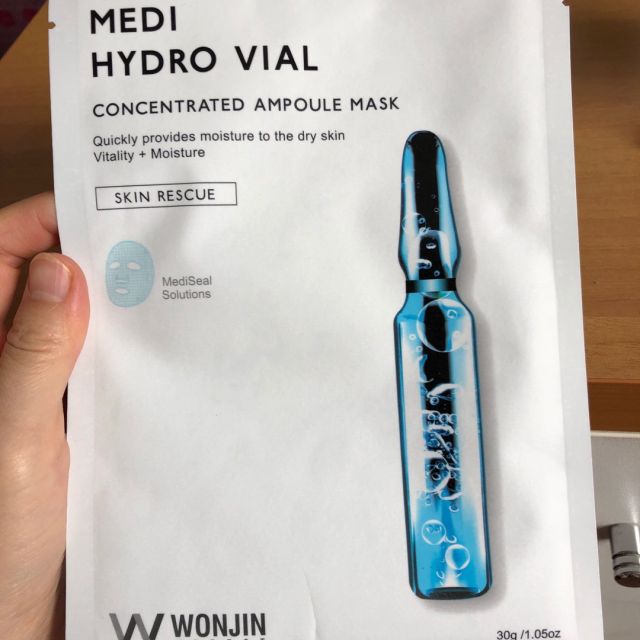 MEDI
HYDRO VIAL
CONCENTRATED AMPOULE MASK
Quickly provides moisture to the dry skin
Vitality + Moisture
SKIN RESCUE
MediSeal
Solutions
W WONJIN
30g /1.05oz